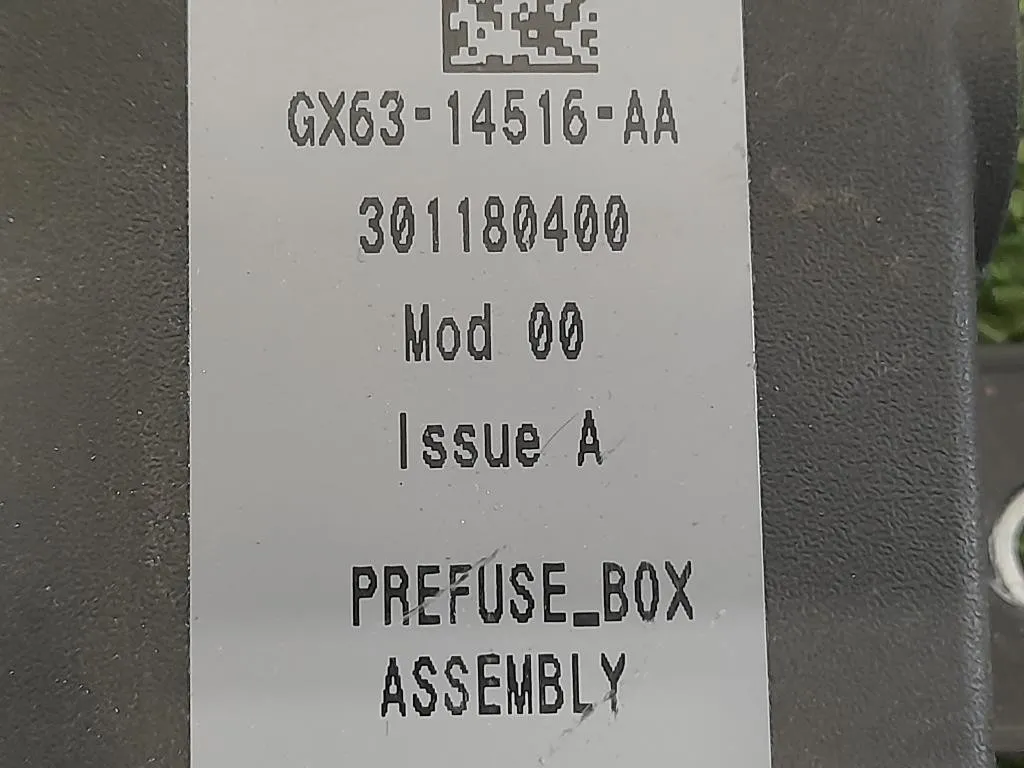 GX63-14516-AA
301180400
Mod 00
Issue A
PREFUSE_BOX
ASSEMBLY